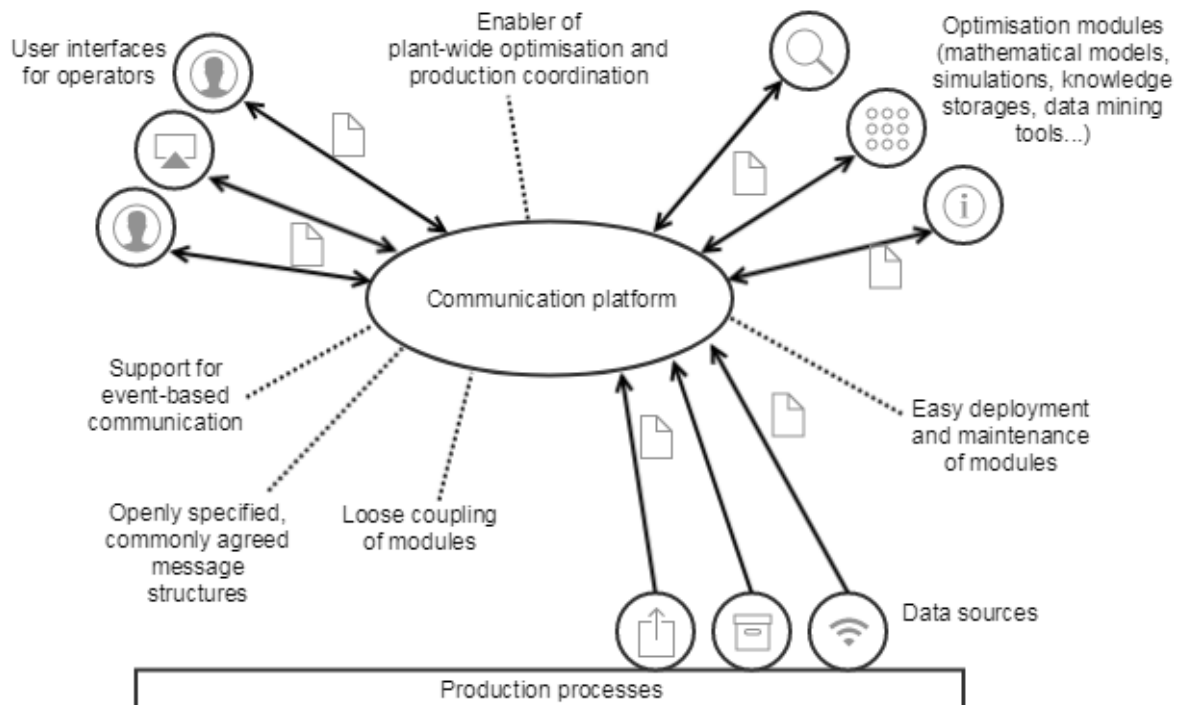 User interfaces
for operators
Enabler of
plant-wide optimisation and
production coordination
Optimisation modules
(mathematical models,
simulations, knowledge
storages, data mining
tools...)
i
Communication platform
Support for
event-based
communication
Openly specified,
commonly agreed
message
structures
Loose coupling
of modules
Easy deployment
and maintenance
of modules
Data sources
Production processes